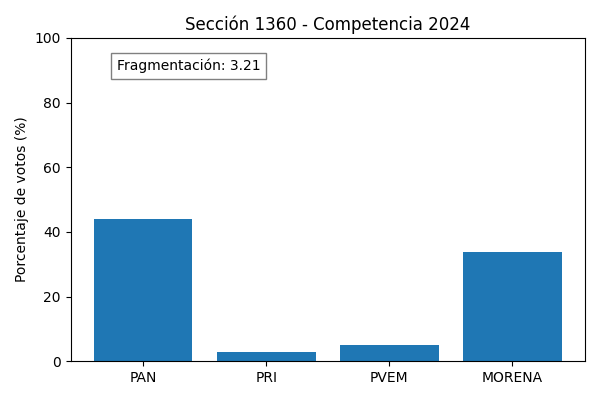 Sección 1360 - Competencia 2024
Fragmentación: 3.21
Porcentaje de votos (%)
100
80
60
40
20
0
PAN PRI PVEM MORENA